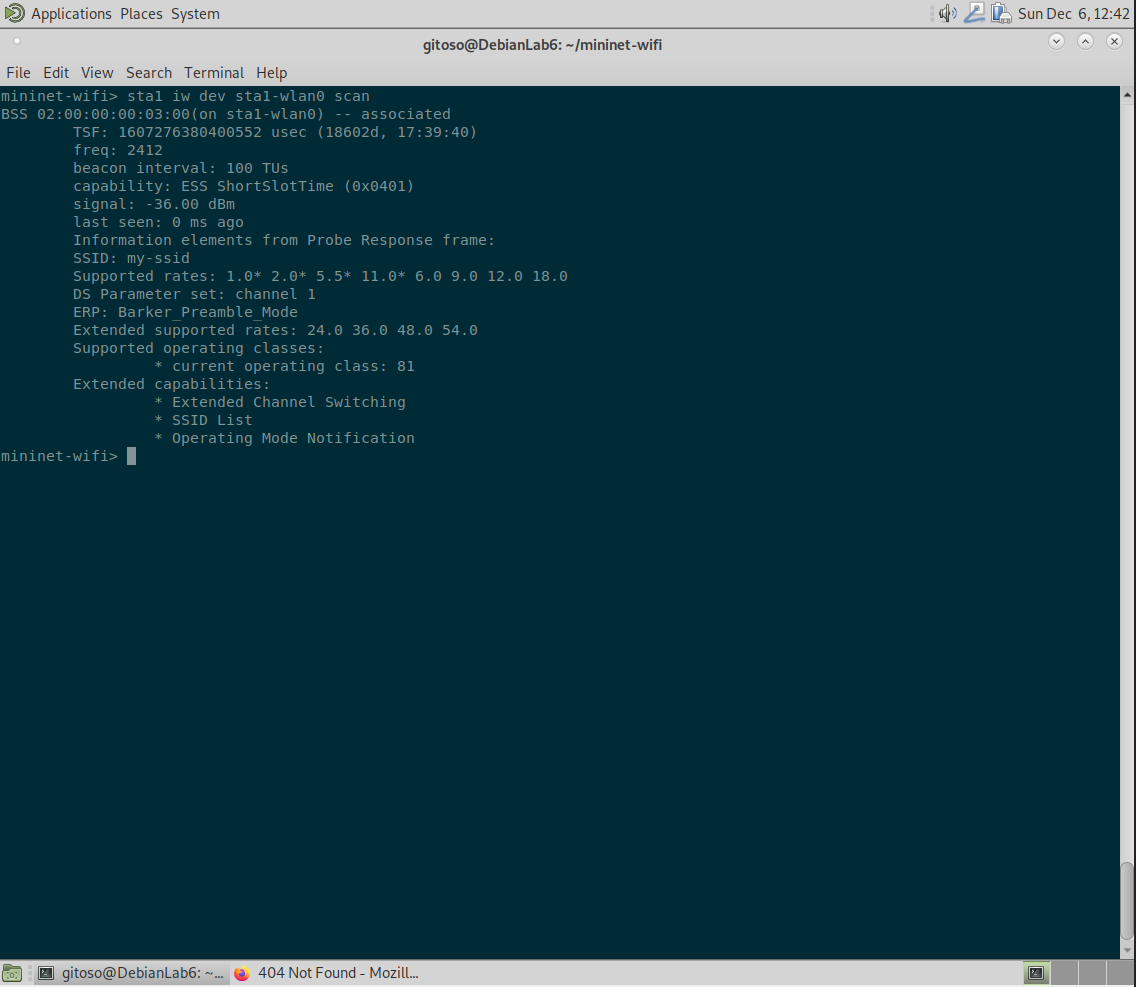 Applications Places System Sun Dec 6, 12:42
gitoso@DebianLab6: ~/mininet-wifi
File Edit View Search Terminal Help
mininet-wifi> sta1 iw dev sta1-wlan0 scan
BSS 02:00:00:00:03:00(on sta1-wlan0) -- associated
TSF: 1607276380400552 usec (18602d, 17:39:40)
freq: 2412
beacon interval: 100 TUs
capability: ESS ShortSlotTime (0x0401)
signal: -36.00 dBm
last seen: 0 ms ago
Information elements from Probe Response frame:
SSID: my-ssid
Supported rates: 1.0* 2.0* 5.5* 11.0* 6.0 9.0 12.0 18.0
DS Parameter set: channel 1
ERP: Barker_Preamble_Mode
Extended supported rates: 24.0 36.0 48.0 54.0
Supported operating classes:
* current operating class: 81
Extended capabilities:
* Extended Channel Switching
* SSID List
* Operating Mode Notification
mininet-wifi>
gitoso@DebianLab6: ~... 404 Not Found - Mozill...